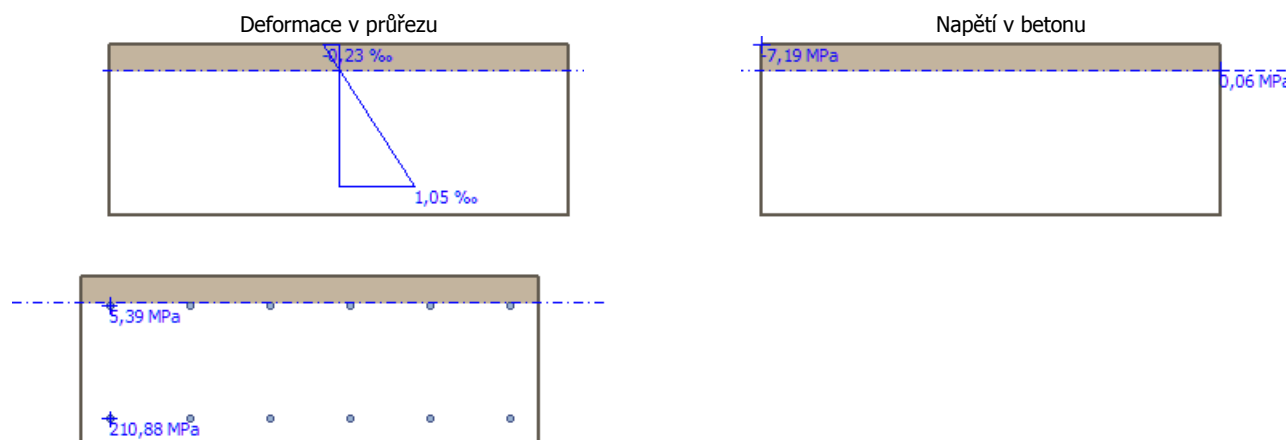 Deformace v průřezu
Napětí v betonu
-0,23 ‰
-7,19 MPa
0,06 MPa
1,05 ‰
5,39 MPa
210,88 MPa